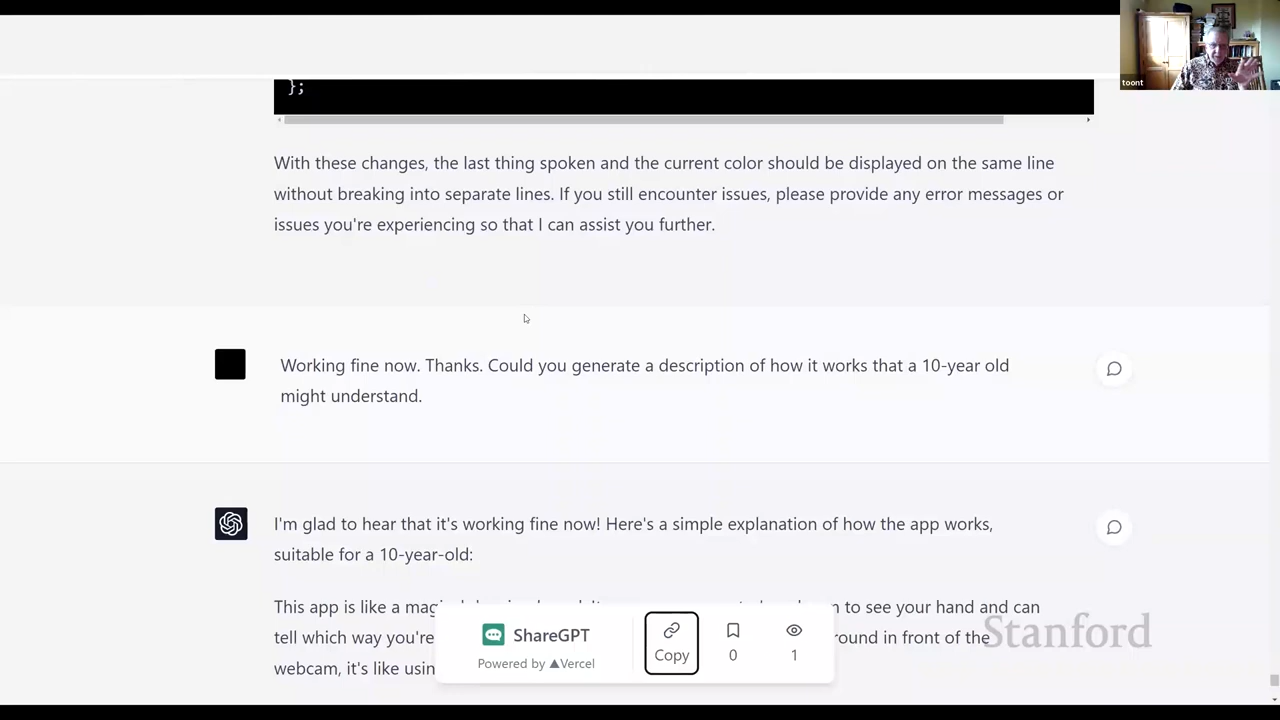 toont
};
With these changes, the last thing spoken and the current color should be displayed on the same line
without breaking into separate lines. If you still encounter issues, please provide any error messages or
issues you're experiencing so that I can assist you further.
Working fine now. Thanks. Could you generate a description of how it works that a 10-year old
might understand.
I'm glad to hear that it's working fine now! Here's a simple explanation of how the app works,
suitable for a 10-year-old:
This app is like a to see your hand and can
tell which way you're in front of the
webcam, it's like
ShareGPT
Powered by Vercel
Copy
0
1
Stanford